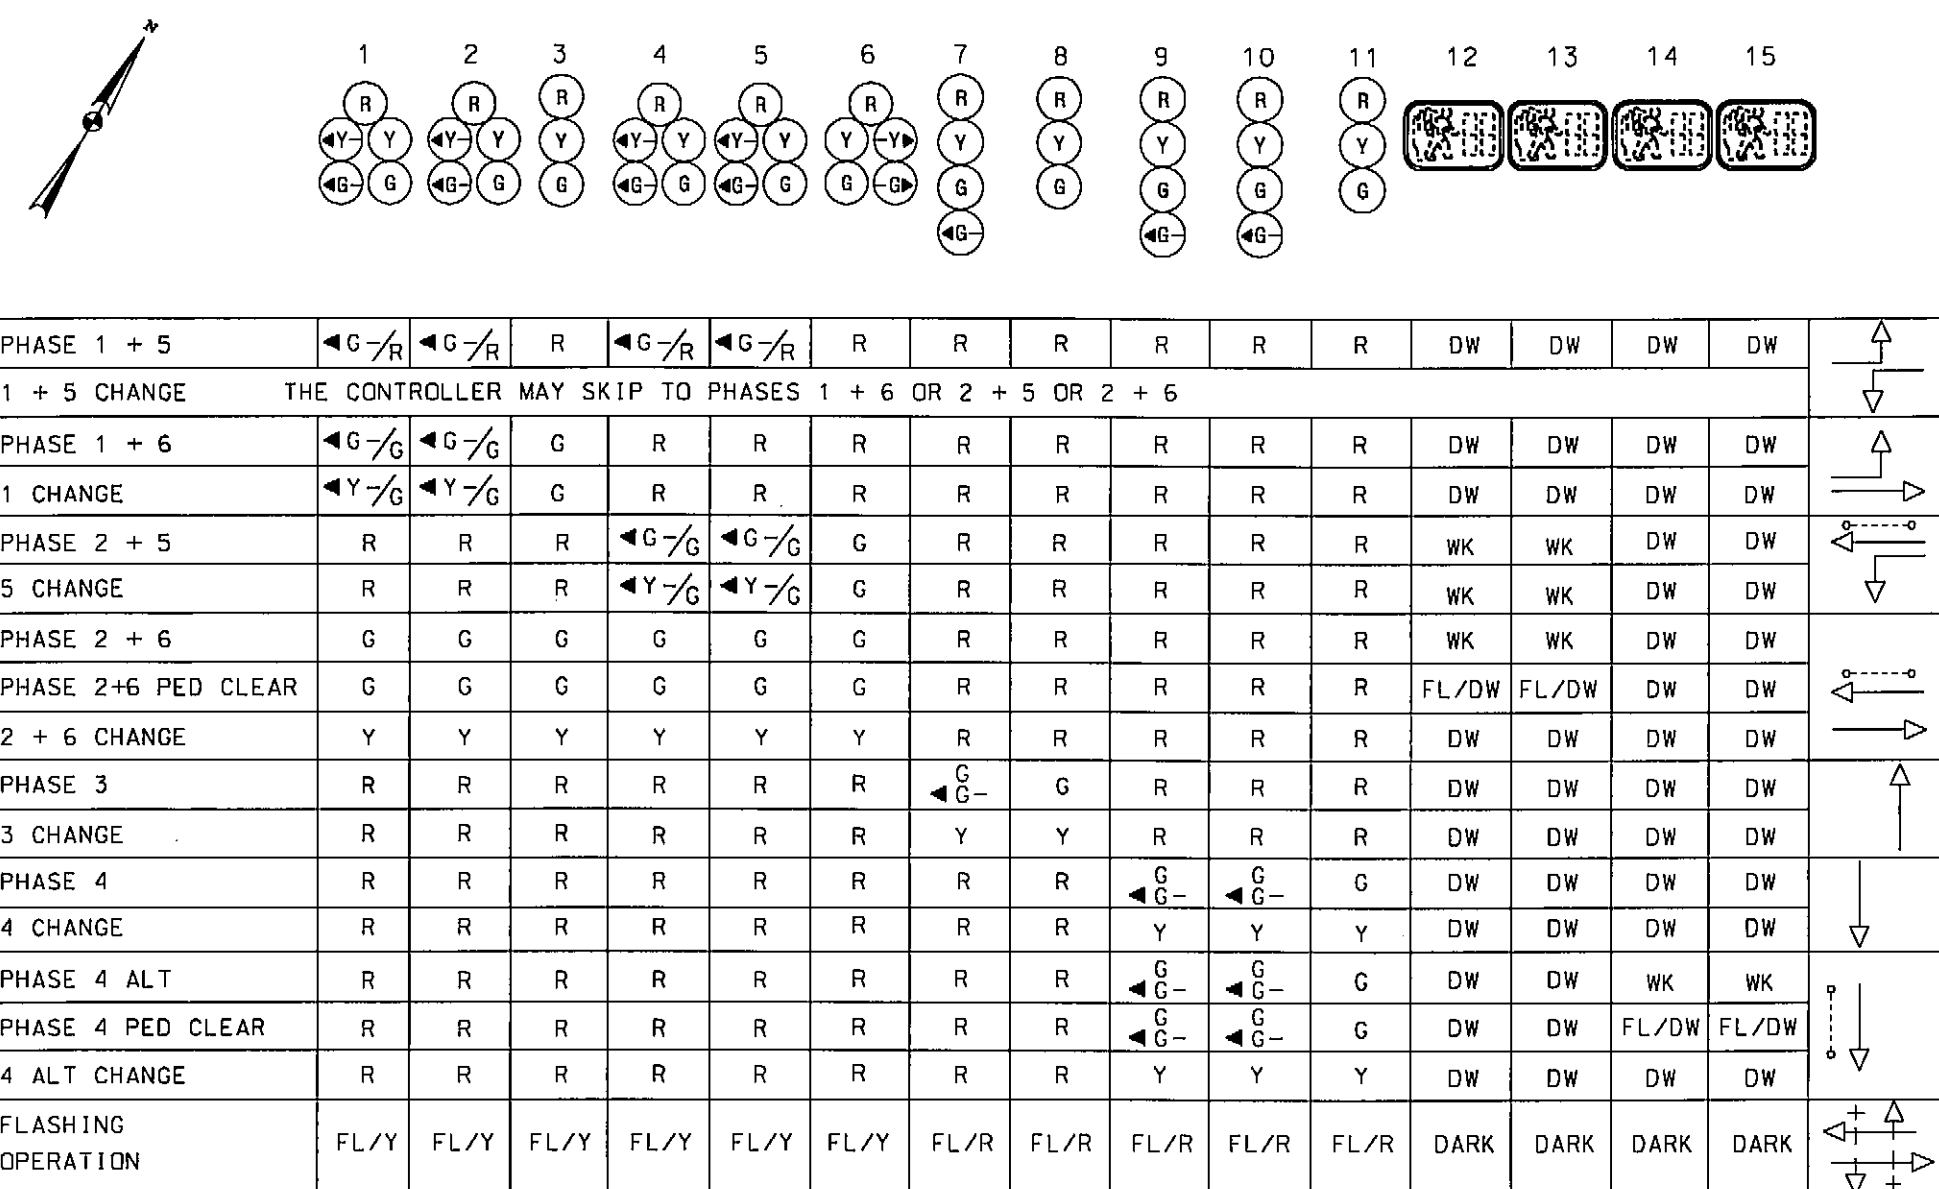 N
1 2 3 4 5 6 7 8 9 10 11 12 13 14 15
R R R R R R R R R R R
◄Y- Y ◄Y- Y Y ◄Y- Y ◄Y- Y Y -Y► Y Y Y Y Y
◄G- G ◄G- G G ◄G- G ◄G- G G -G► G G G G G
◄G- ◄G- ◄G-
PHASE 1 + 5 ◄G-/R ◄G-/R R ◄G-/R ◄G-/R R R R R R R DW DW DW DW
1 + 5 CHANGE THE CONTROLLER MAY SKIP TO PHASES 1 + 6 OR 2 + 5 OR 2 + 6
PHASE 1 + 6 ◄G-/G ◄G-/G G R R R R R R R R DW DW DW DW
1 CHANGE ◄Y-/G ◄Y-/G G R R R R R R R R DW DW DW DW
PHASE 2 + 5 R R R ◄G-/G ◄G-/G G R R R R R WK WK DW DW
5 CHANGE R R R ◄Y-/G ◄Y-/G G R R R R R WK WK DW DW
PHASE 2 + 6 G G G G G G R R R R R WK WK DW DW
PHASE 2+6 PED CLEAR G G G G G G R R R R R FL/DW FL/DW DW DW
2 + 6 CHANGE Y Y Y Y Y Y R R R R R DW DW DW DW
PHASE 3 R R R R R R G ◄G- G R R R DW DW DW DW
3 CHANGE R R R R R R Y Y R R R DW DW DW DW
PHASE 4 R R R R R R R R G ◄G- G ◄G- G DW DW DW DW
4 CHANGE R R R R R R R R Y Y Y DW DW DW DW
PHASE 4 ALT R R R R R R R R G ◄G- G ◄G- G DW DW WK WK
PHASE 4 PED CLEAR R R R R R R R R G ◄G- G ◄G- G DW DW FL/DW FL/DW
4 ALT CHANGE R R R R R R R R Y Y Y DW DW DW DW
FLASHING
OPERATION FL/Y FL/Y FL/Y FL/Y FL/Y FL/Y FL/R FL/R FL/R FL/R FL/R DARK DARK DARK DARK